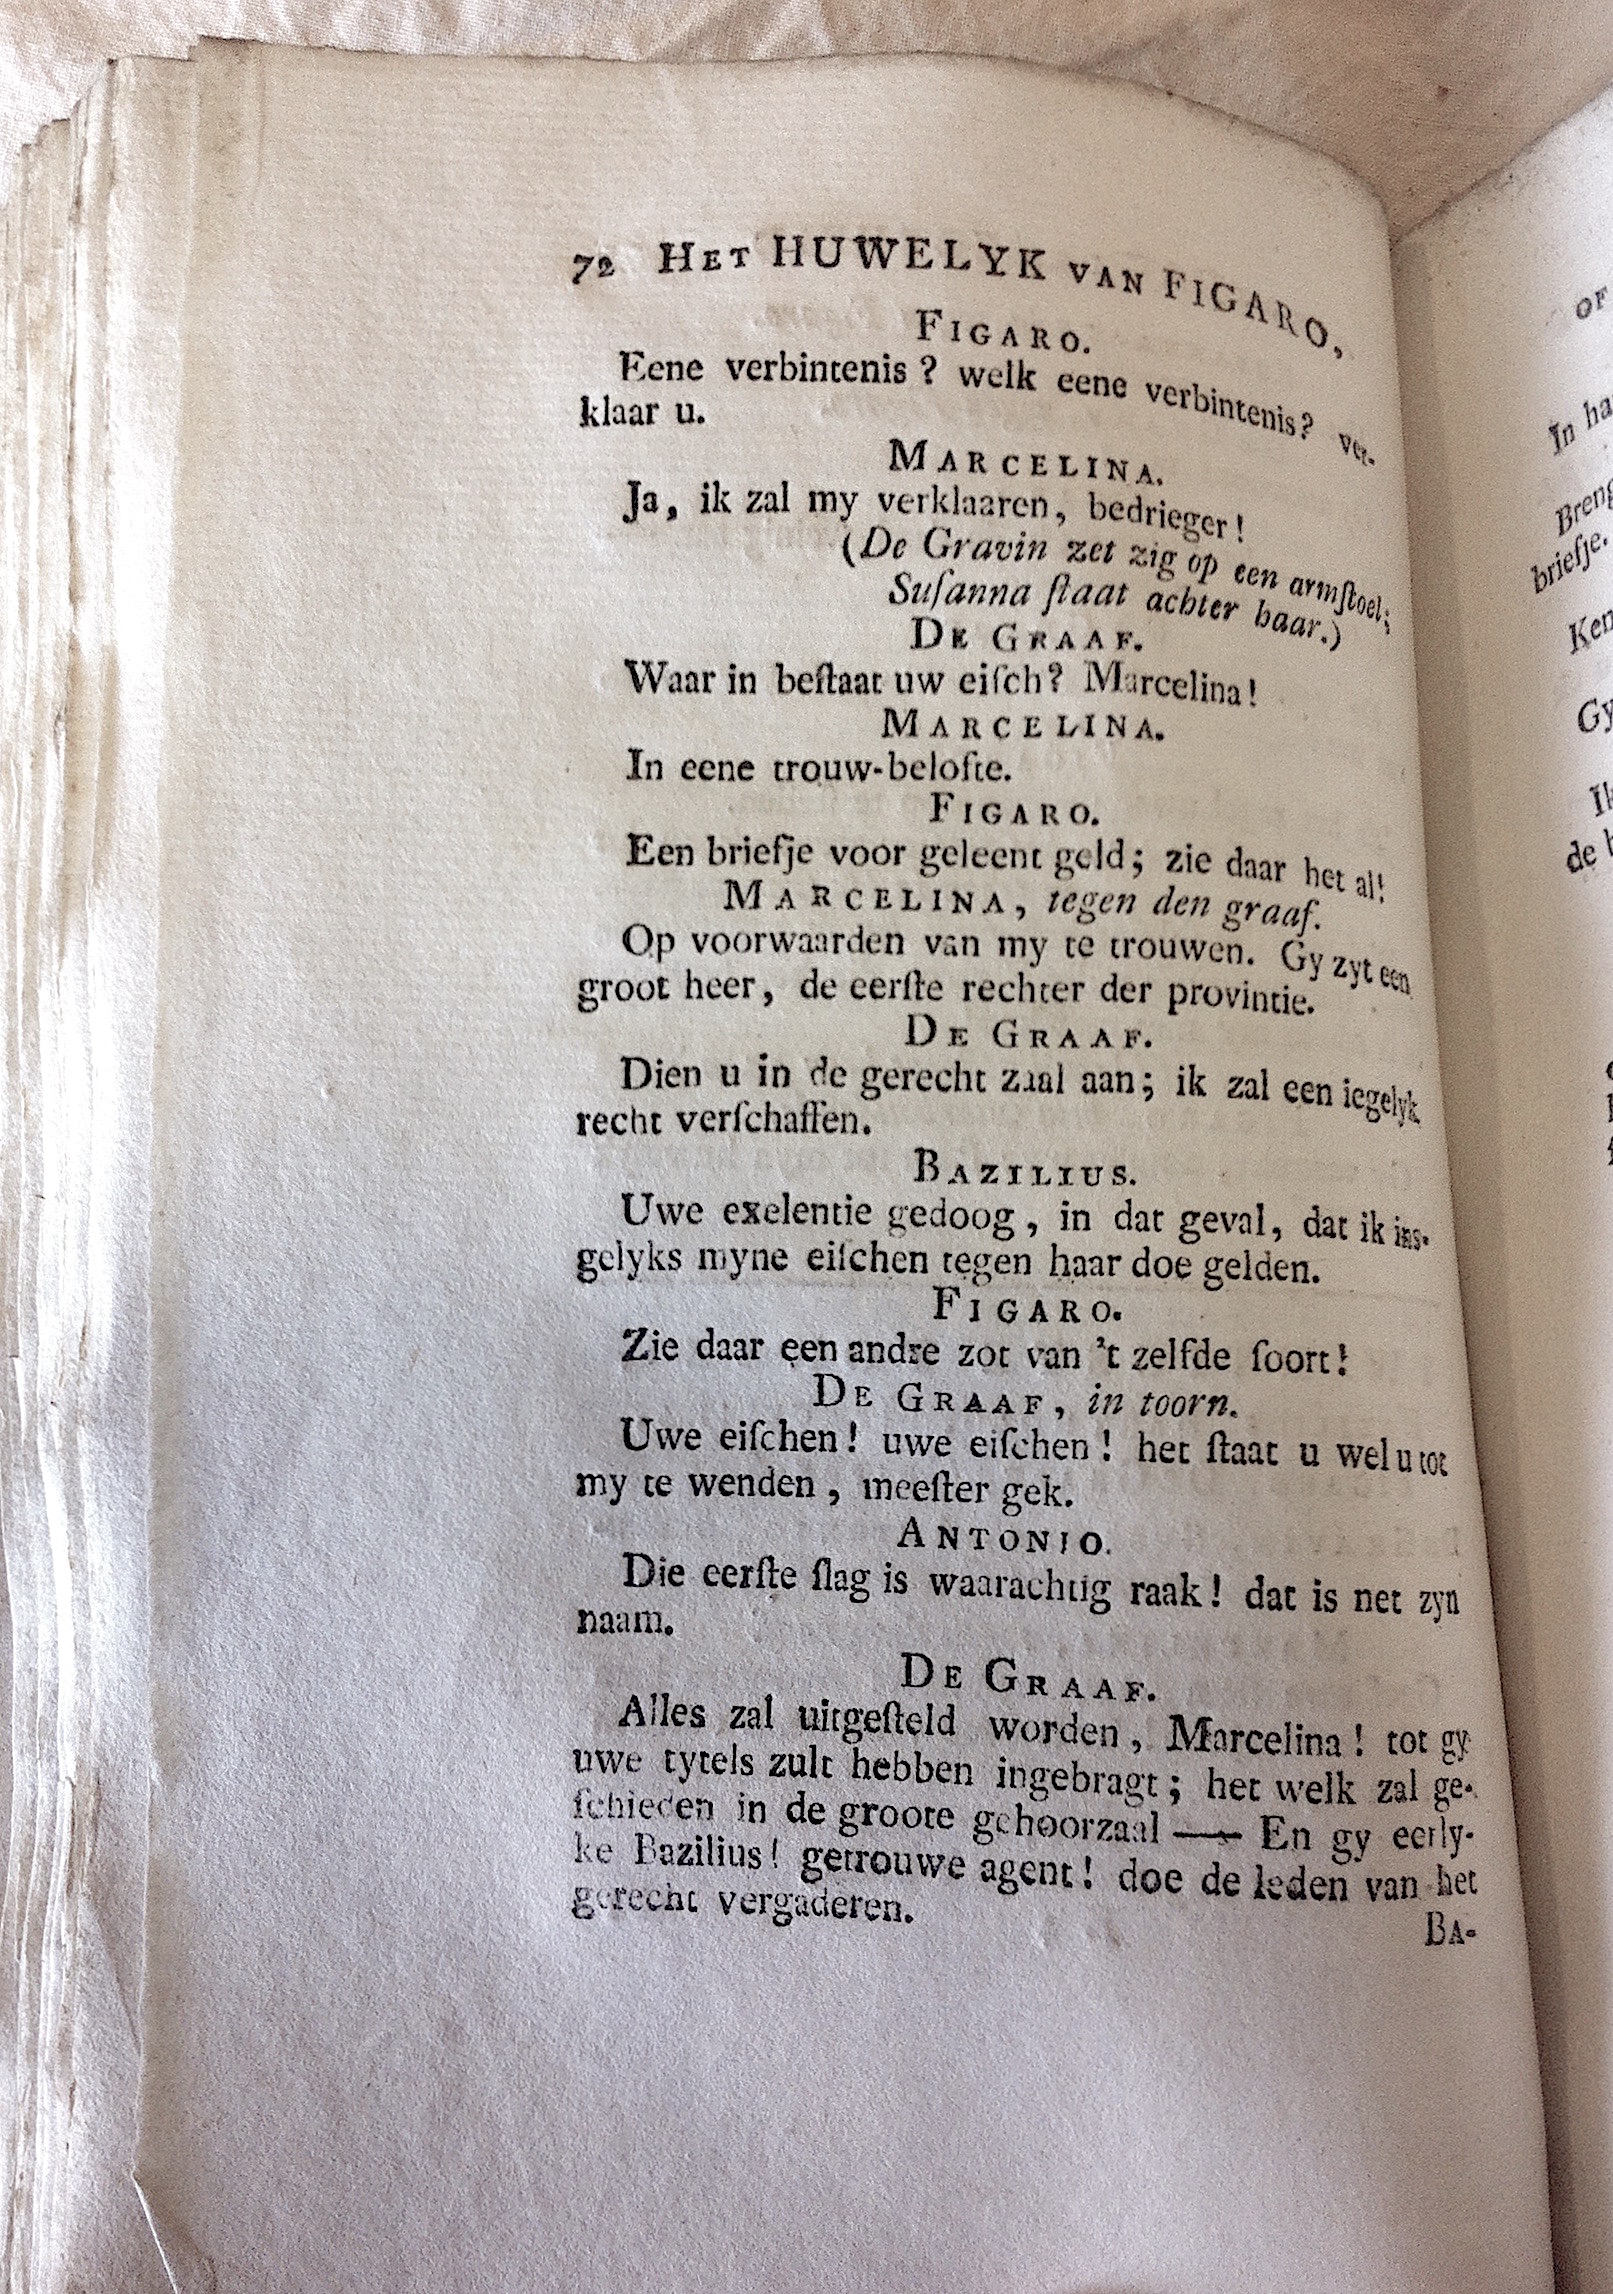 72 HET HUWELYK VAN FIGARO,
FIGARO.
Eene verbintenis? welk eene verbintenis? ver-
klaar u.
MARCELINA.
Ja, ik zal my verklaaren, bedrieger!
(De Gravin zet zig op een armſtoel;
Suſanna ſtaat achter haar.)
DE GRAAF.
Waar in beſtaat uw eiſch? Marcelina!
MARCELINA.
In eene trouw-belofte.
FIGARO.
Een briefje voor geleent geld; zie daar het al!
MARCELINA, tegen den graaf.
Op voorwaarden van my te trouwen. Gy zyt een
groot heer, de eerſte rechter der provintie.
DE GRAAF.
Dien u in de gerecht zaal aan; ik zal een iegelyk
recht verſchaffen.
BAZILIUS.
Uwe exelentie gedoog, in dat geval, dat ik ins-
gelyks myne eiſchen tegen haar doe gelden.
FIGARO.
Zie daar een andre zot van 't zelfde ſoort!
DE GRAAF, in toorn.
Uwe eiſchen! uwe eiſchen! het ſtaat u wel u tot
my te wenden, meeſter gek.
ANTONIO.
Die eerſte ſlag is waarachtig raak! dat is net zyn
naam.
DE GRAAF.
Alles zal uitgeſteld worden, Marcelina! tot gy
uwe tytels zult hebben ingebragt; het welk zal ge-
ſchieden in de groote gehoorzaal —— En gy eerly-
ke Bazilius! getrouwe agent! doe de leden van het
gerecht vergaderen.
BA-
OF
In
Breng
briefje.
Gy
de